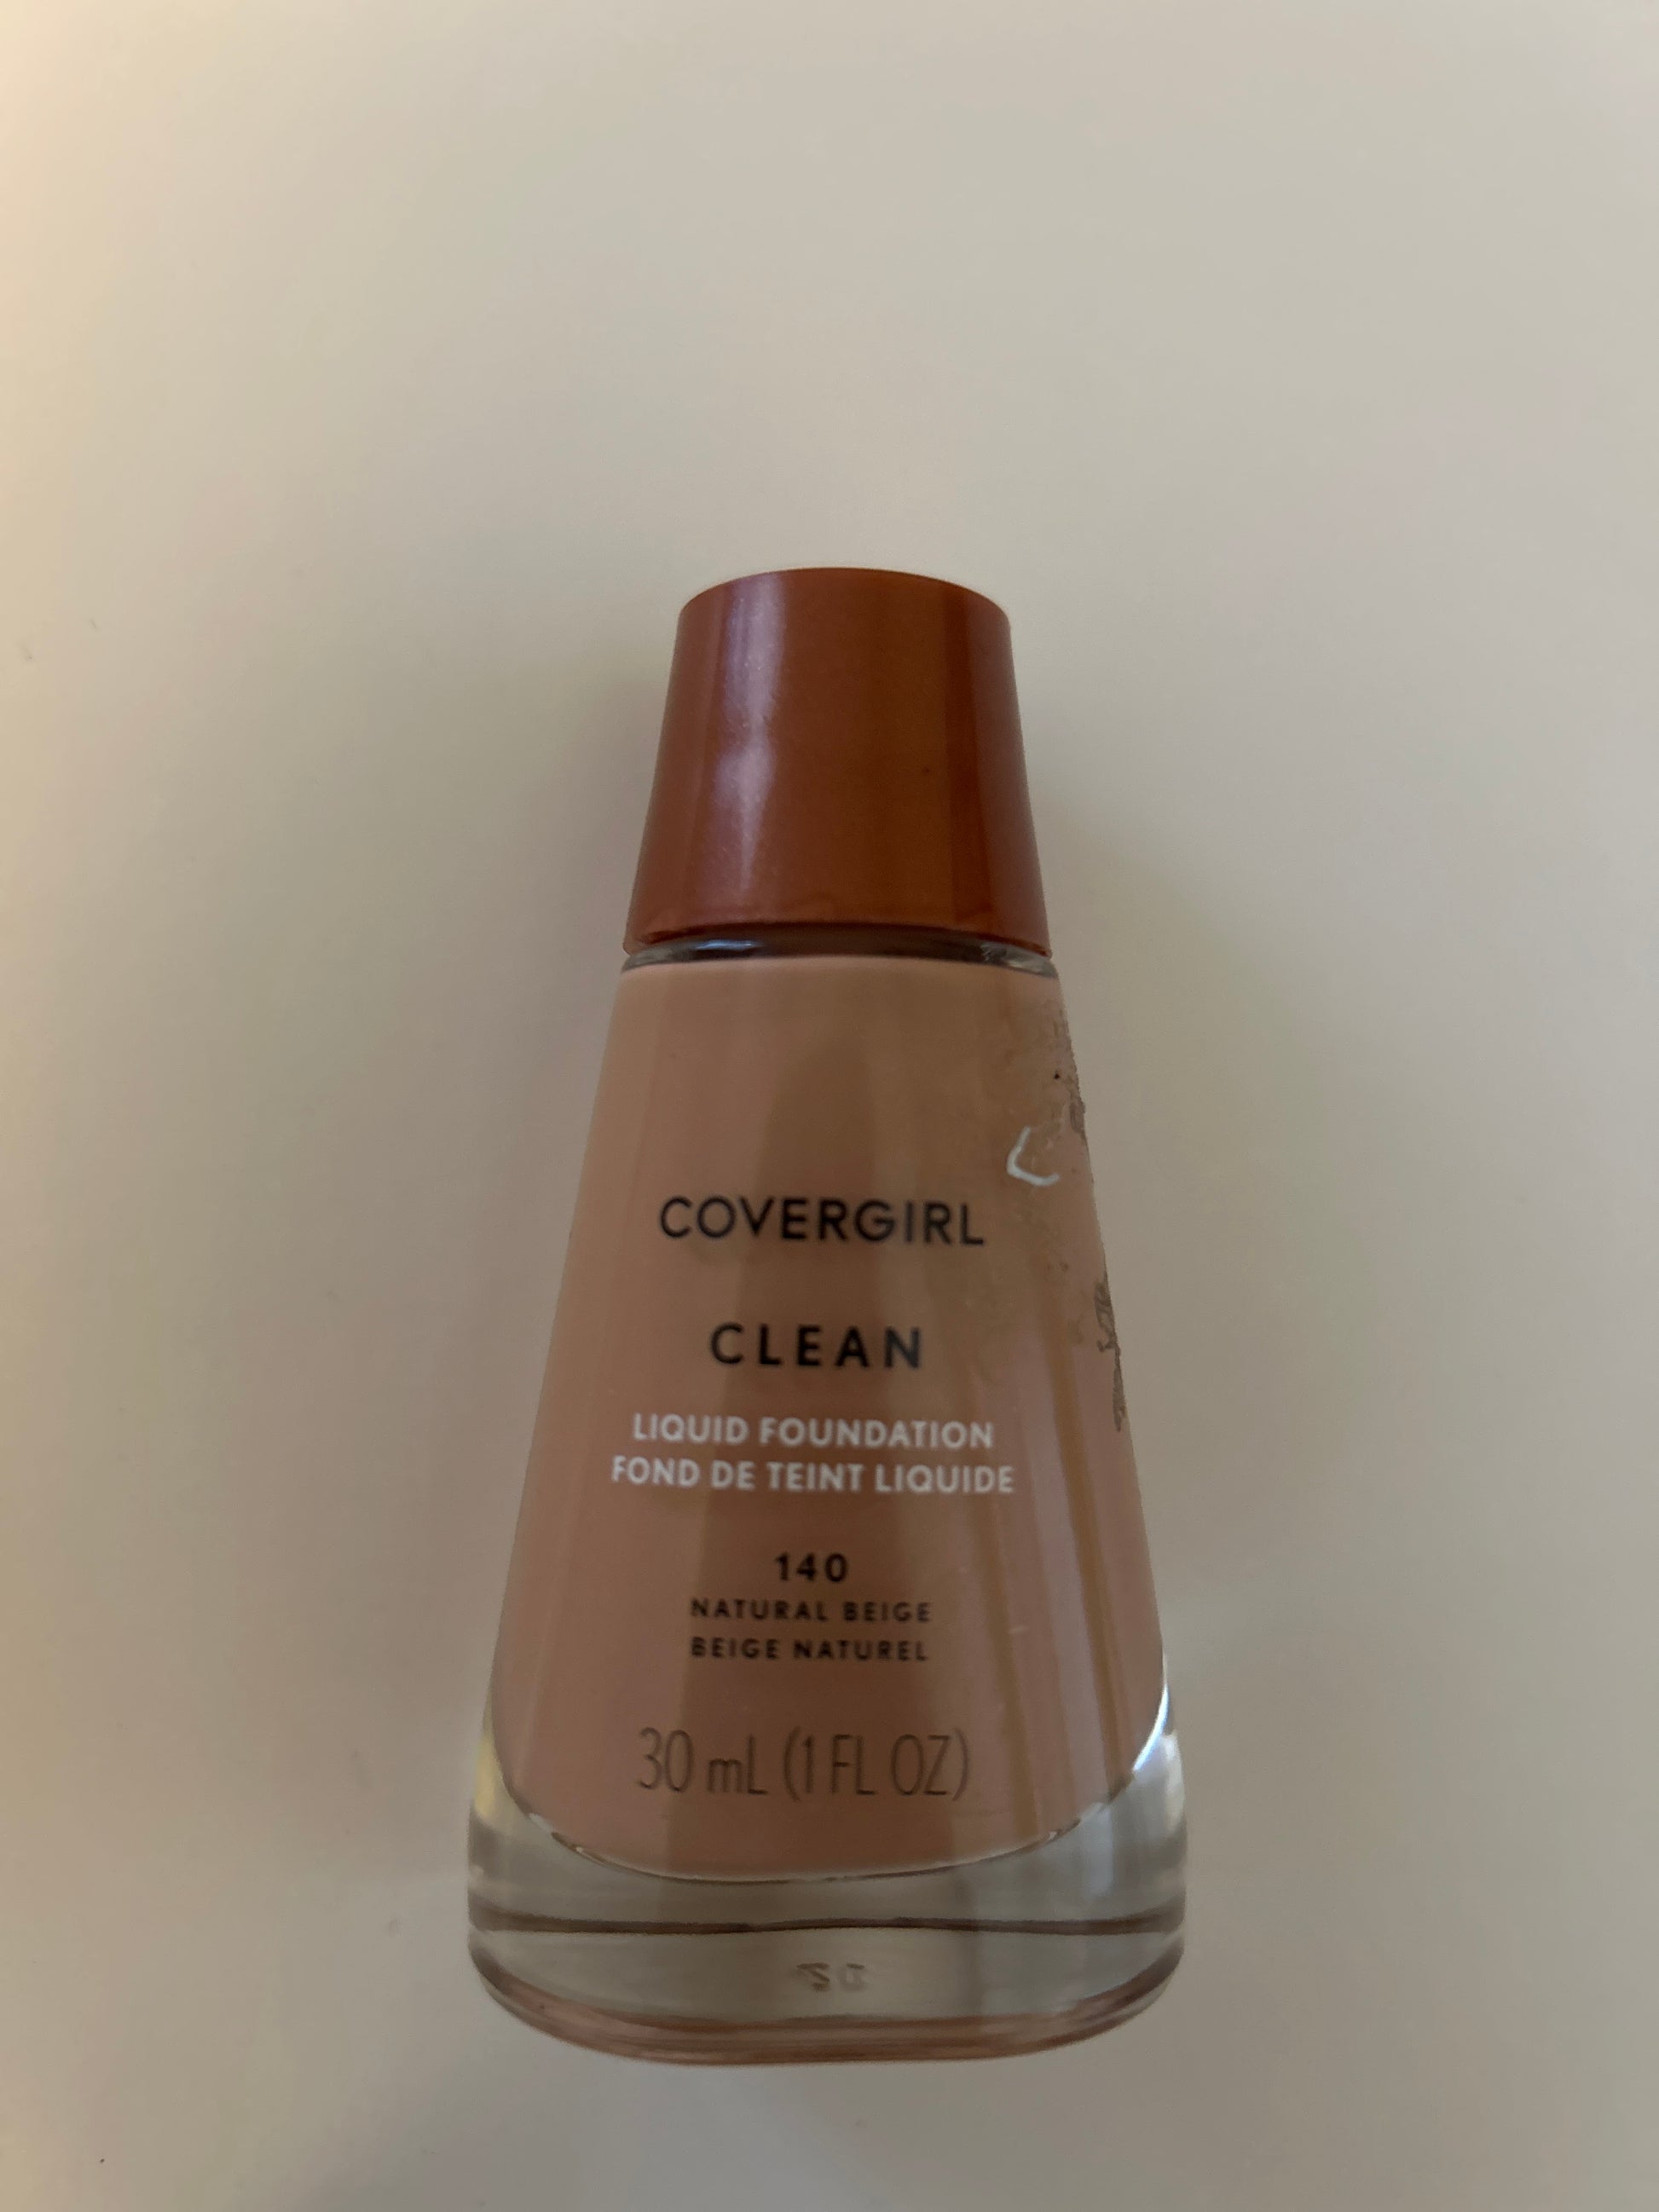 COVERGIRL
CLEAN
LIQUID FOUNDATION
FOND DE TEINT LIQUIDE
140
NATURAL BEIGE
BEIGE NATUREL
30 mL (1 FL OZ)